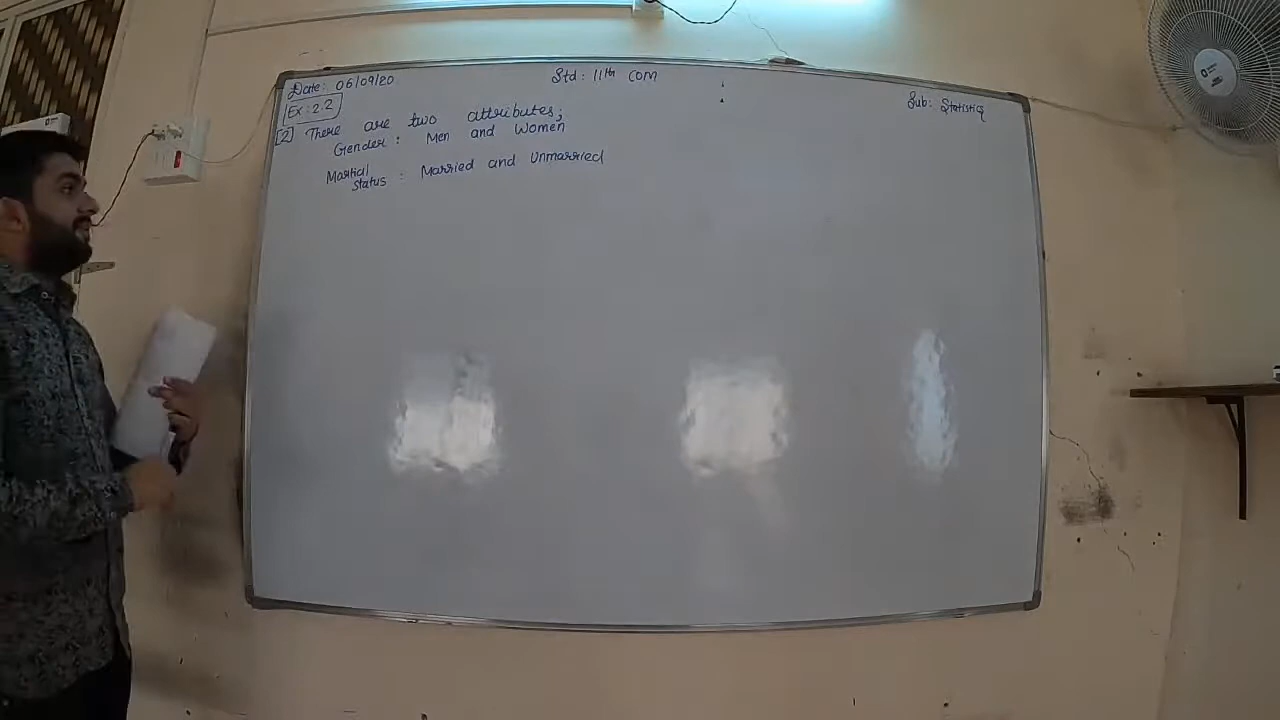 Date: 06/09/20
Std: 11th com
Sub: Statistics
Ex: 2.2
[2] There are two attributes;
Gender : Men and Women
Marital Status : Married and Unmarried